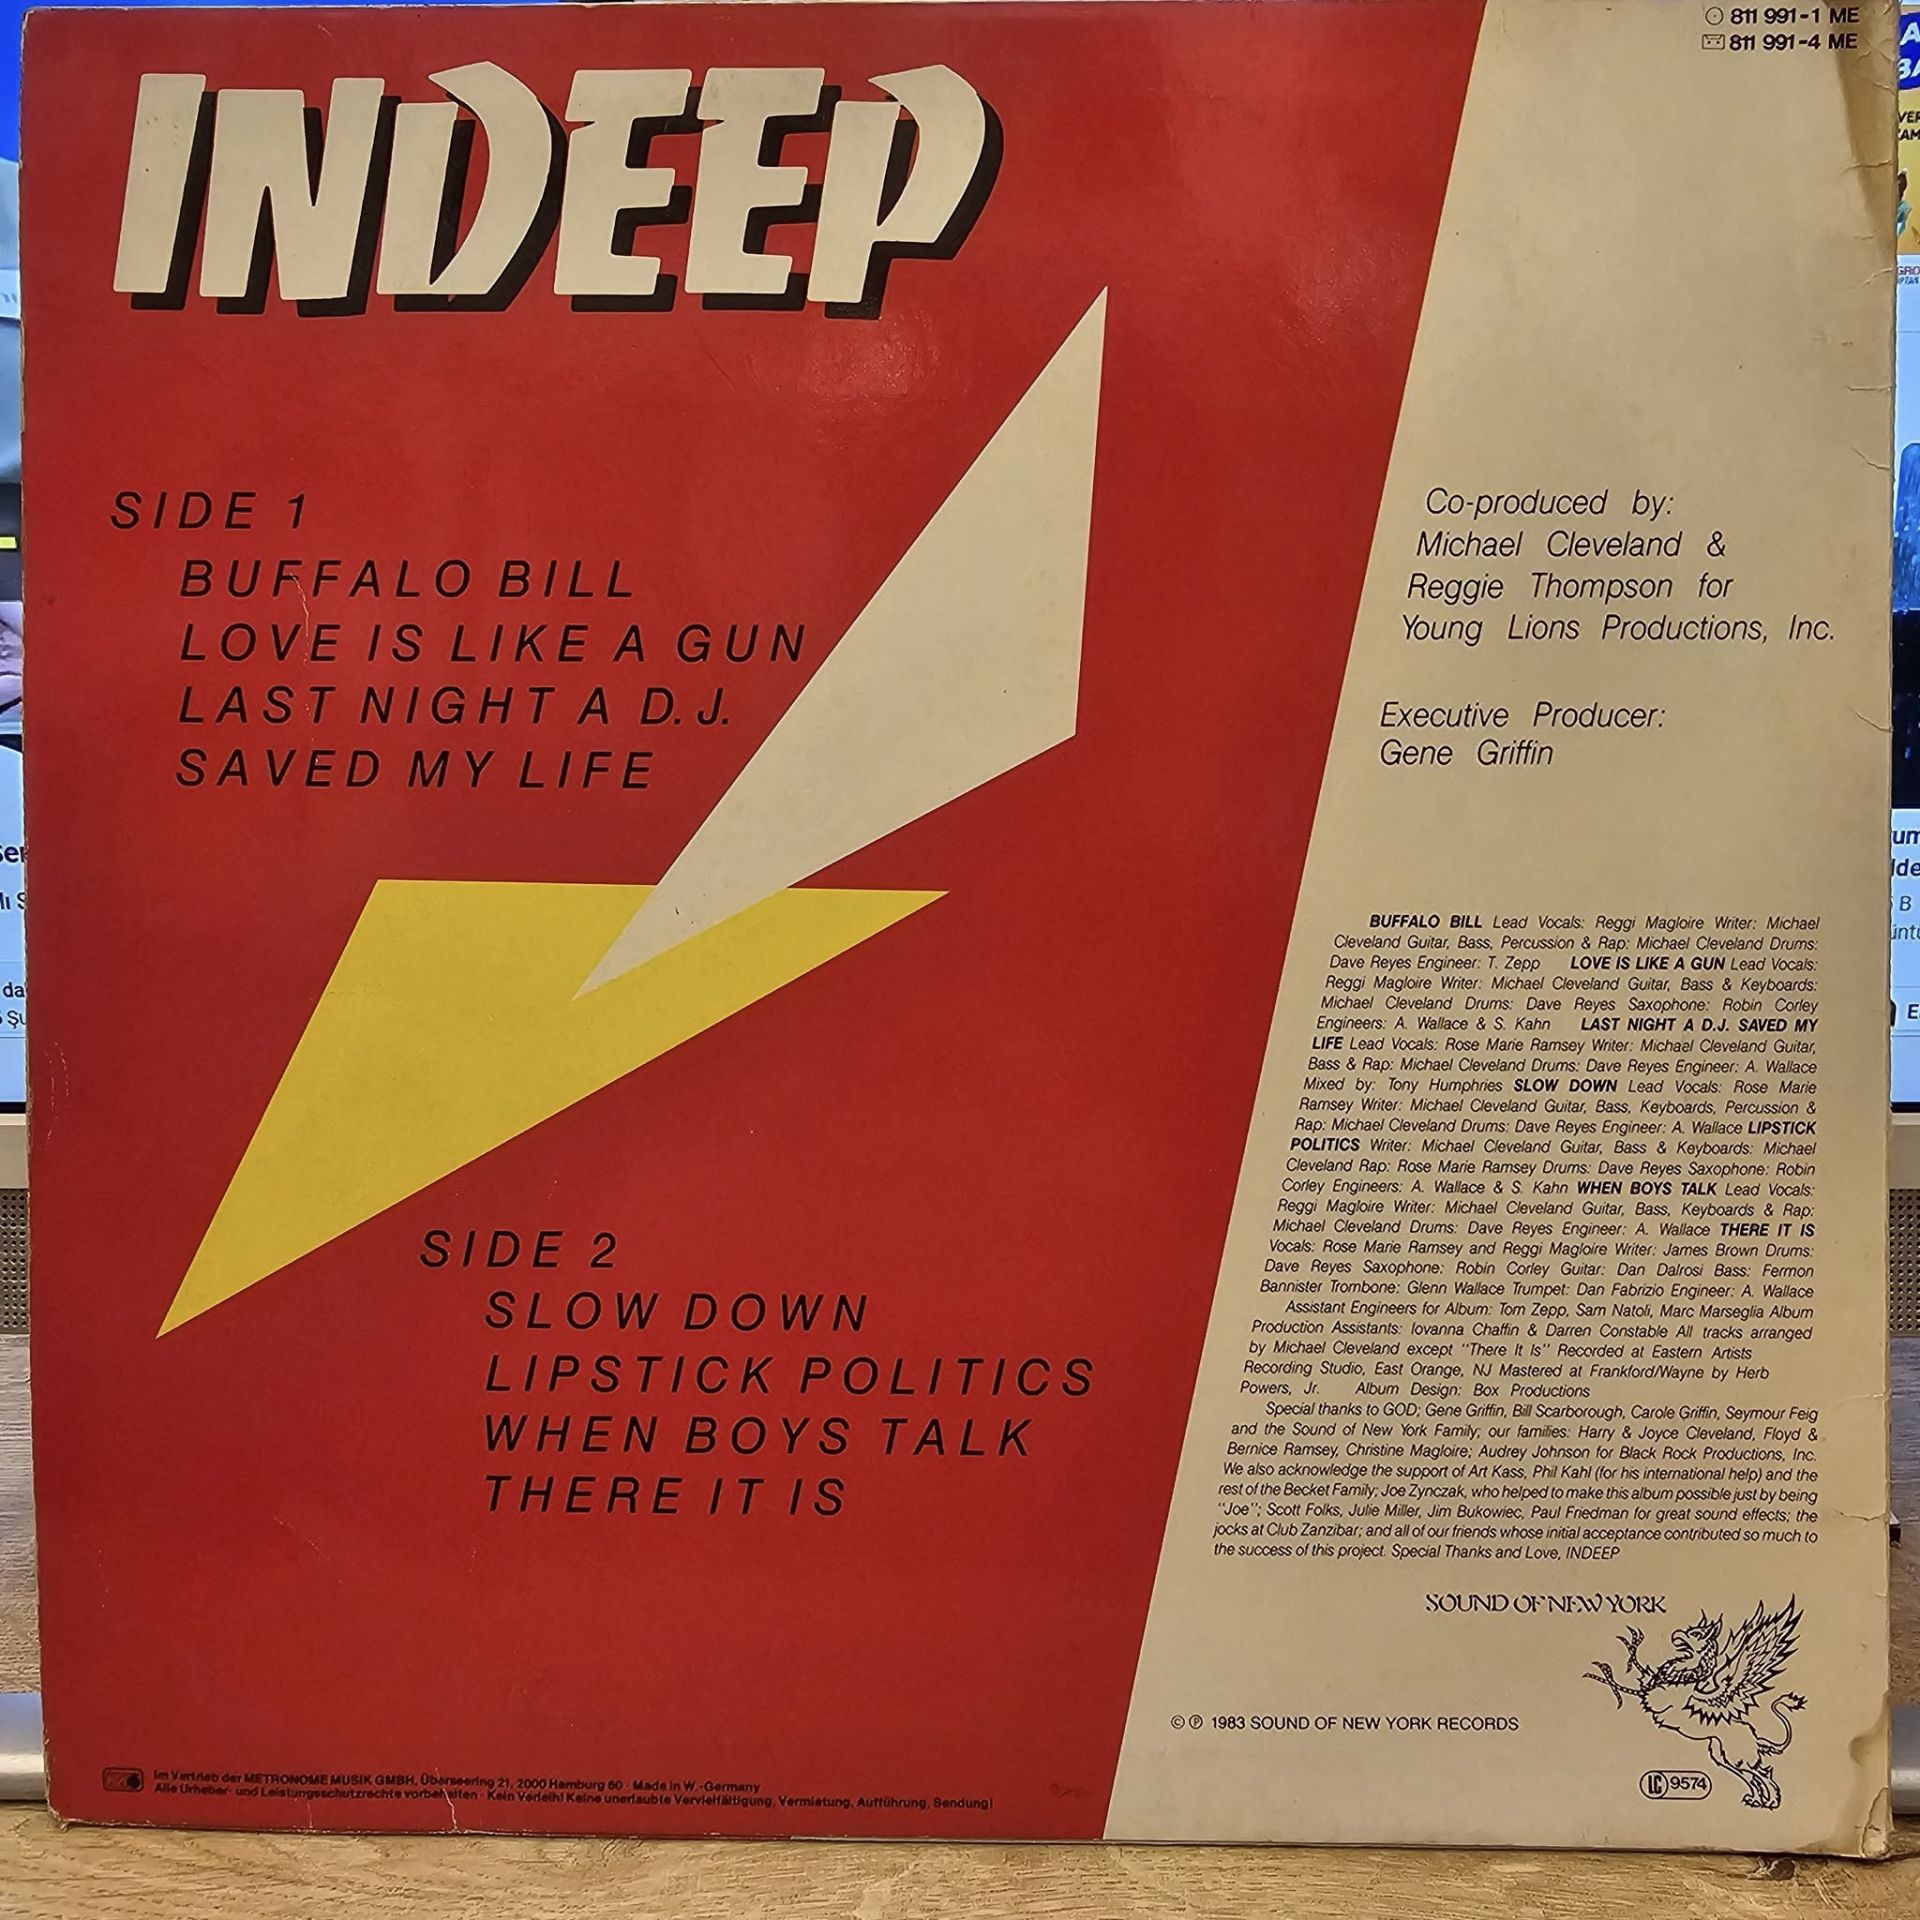 811 991-1 ME
811 991-4 ME
INDEEP
SIDE 1
BUFFALO BILL
LOVE IS LIKE A GUN
LAST NIGHT A D.J.
SAVED MY LIFE
SIDE 2
SLOW DOWN
LIPSTICK POLITICS
WHEN BOYS TALK
THERE IT IS
Co-produced by:
Michael Cleveland &
Reggie Thompson for
Young Lions Productions, Inc.
Executive Producer:
Gene Griffin
BUFFALO BILL Lead Vocals: Reggi Magloire Writer: Michael
Cleveland Guitar, Bass, Percussion & Rap: Michael Cleveland Drums:
Dave Reyes Engineer: T. Zepp LOVE IS LIKE A GUN Lead Vocals:
Reggi Magloire Writer: Michael Cleveland Guitar, Bass & Keyboards:
Michael Cleveland Drums: Dave Reyes Saxophone: Robin Corley
Engineers: A. Wallace & S. Kahn LAST NIGHT A D.J. SAVED MY
LIFE Lead Vocals: Rose Marie Ramsey Writer: Michael Cleveland Guitar,
Bass & Rap: Michael Cleveland Drums: Dave Reyes Engineer: A. Wallace
Mixed by: Tony Humphries SLOW DOWN Lead Vocals: Rose Marie
Ramsey Writer: Michael Cleveland Guitar, Bass, Keyboards, Percussion &
Rap: Michael Cleveland Drums: Dave Reyes Engineer: A. Wallace LIPSTICK
POLITICS Writer: Michael Cleveland Guitar, Bass & Keyboards: Michael
Cleveland Rap: Rose Marie Ramsey Drums: Dave Reyes Saxophone: Robin
Corley Engineers: A. Wallace & S. Kahn WHEN BOYS TALK Lead Vocals:
Reggi Magloire Writer: Michael Cleveland Guitar, Bass, Keyboards & Rap:
Michael Cleveland Drums: Dave Reyes Engineer: A. Wallace THERE IT IS
Vocals: Rose Marie Ramsey and Reggi Magloire Writer: James Brown Drums:
Dave Reyes Saxophone: Robin Corley Guitar: Dan Dalrosi Bass: Fermon
Bannister Trombone: Glenn Wallace Trumpet: Dan Fabrizio Engineer: A. Wallace
Assistant Engineers for Album: Tom Zepp, Sam Natoli, Marc Marseglia Album
Production Assistants: Iovanna Chaffin & Darren Constable All tracks arranged
by Michael Cleveland except "There It Is" Recorded at Eastern Artists
Recording Studio, East Orange, NJ Mastered at Frankford/Wayne by Herb
Powers, Jr. Album Design: Box Productions
Special thanks to GOD; Gene Griffin, Bill Scarborough, Carole Griffin, Seymour Feig
and the Sound of New York Family; our families: Harry & Joyce Cleveland, Floyd &
Bernice Ramsey, Christine Magloire; Audrey Johnson for Black Rock Productions, Inc.
We also acknowledge the support of Art Kass, Phil Kahl (for his international help) and the
rest of the Becket Family; Joe Zynczak, who helped to make this album possible just by being
"Joe"; Scott Folks, Julie Miller, Jim Bukowiec, Paul Friedman for great sound effects; the
jocks at Club Zanzibar; and all of our friends whose initial acceptance contributed so much to
the success of this project. Special Thanks and Love, INDEEP
SOUND OF NEW YORK
© ℗ 1983 SOUND OF NEW YORK RECORDS
LC 9574
Im Vertrieb der METRONOME MUSIK GMBH, Überseering 21, 2000 Hamburg 60 · Made in W.-Germany
Alle Urheber- und Leistungsschutzrechte vorbehalten · Kein Verleih! Keine unerlaubte Vervielfältigung, Vermietung, Aufführung, Sendung!